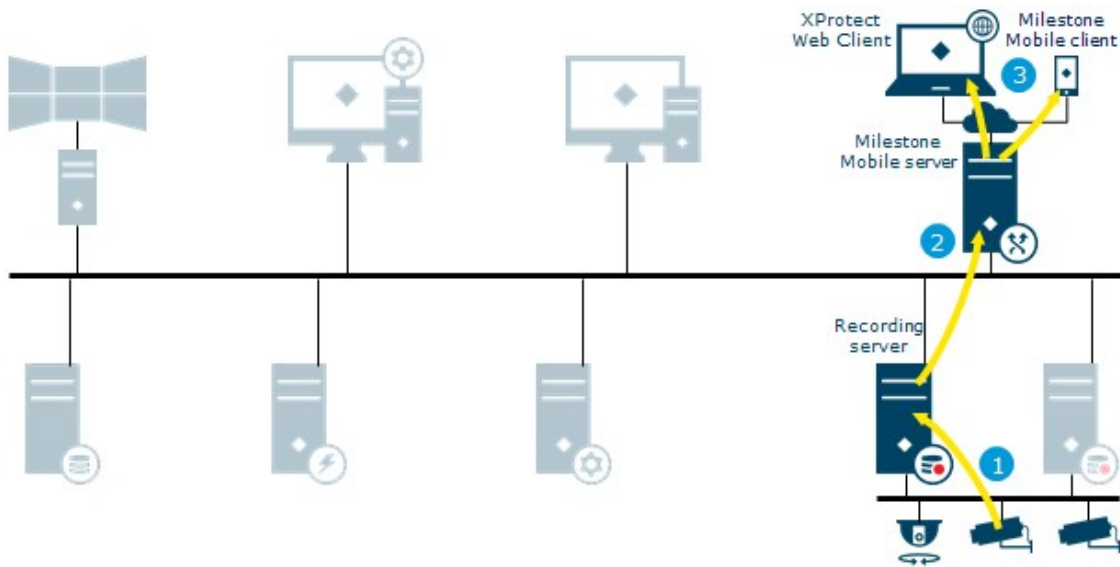 XProtect
Web Client
Milestone
Mobile client
3
Milestone
Mobile server
2
Recording
server
1